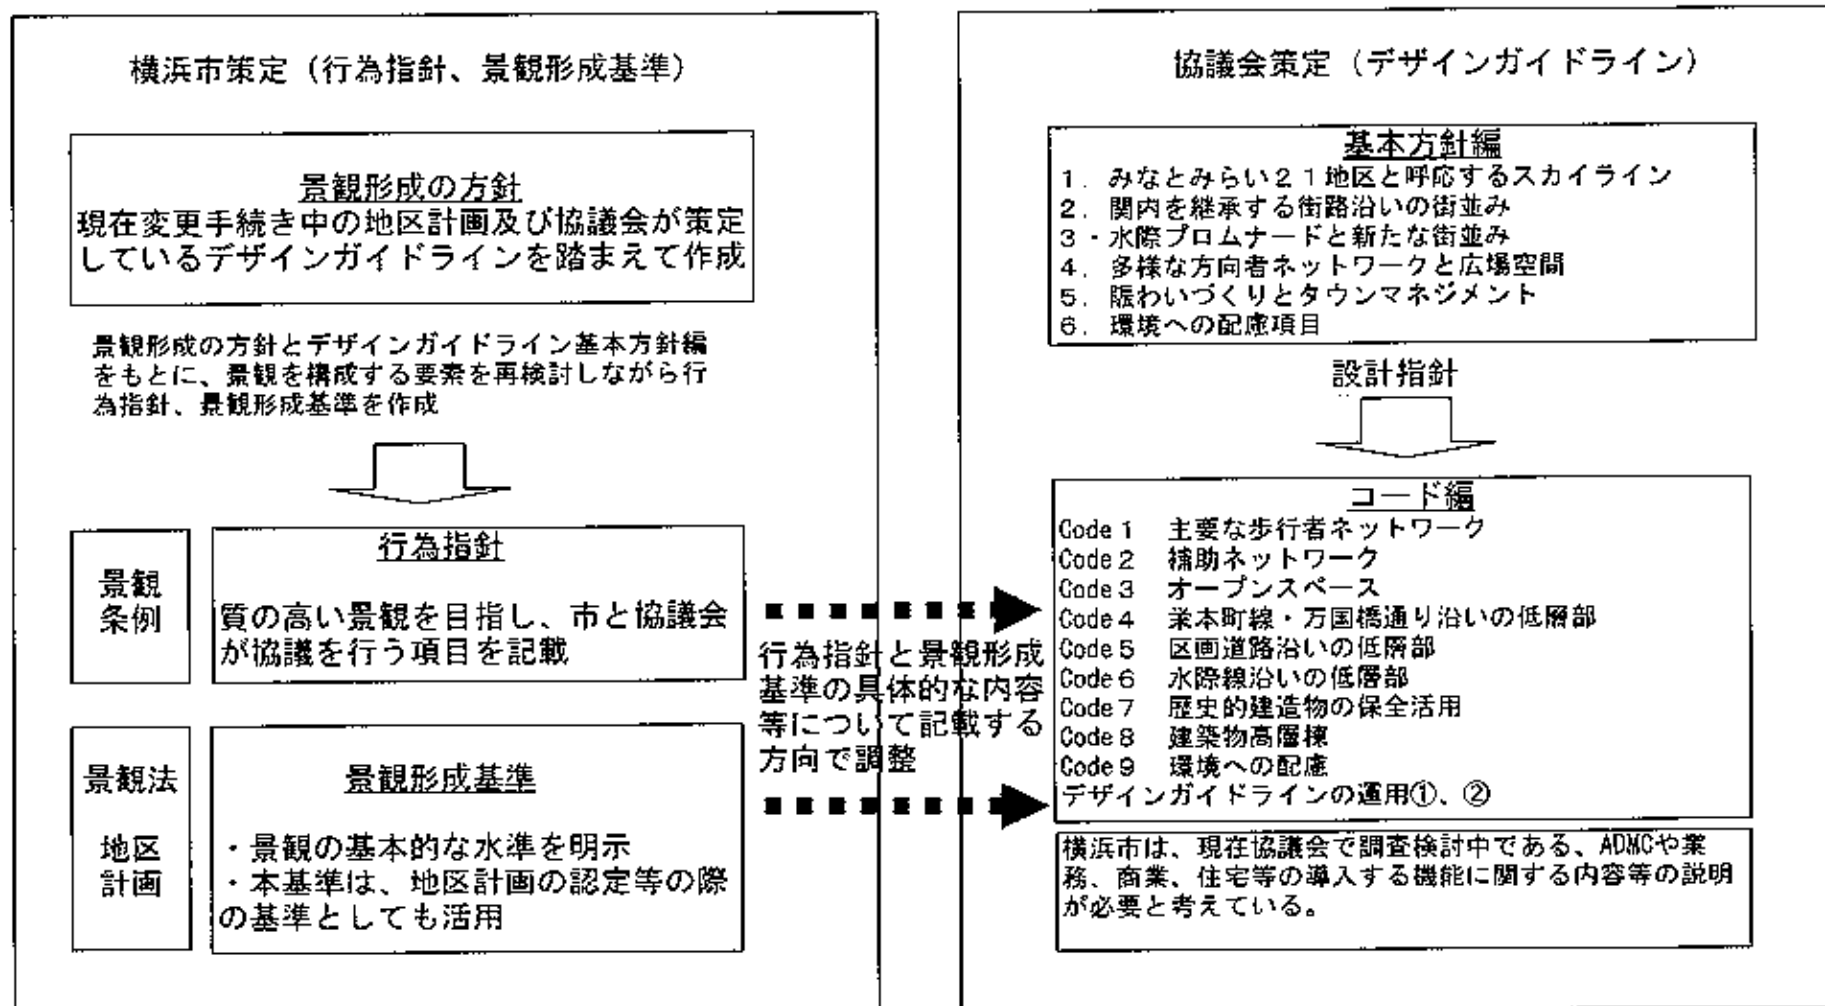 横浜市策定（行為指針、景観形成基準）
景観形成の方針
現在変更手続き中の地区計画及び協議会が策定
しているデザインガイドラインを踏まえて作成
景観形成の方針とデザインガイドライン基本方針編
をもとに、景観を構成する要素を再検討しながら行
為指針、景観形成基準を作成
景観
条例
行為指針
質の高い景観を目指し、市と協議会
が協議を行う項目を記載
景観法
地区
計画
景観形成基準
・景観の基本的な水準を明示
・本基準は、地区計画の認定等の際
の基準としても活用
行為指針と景観形成
基準の具体的な内容
等について記載する
方向で調整
協議会策定（デザインガイドライン）
基本方針編
1．みなとみらい２１地区と呼応するスカイライン
2．関内を継承する街路沿いの街並み
3・水際プロムナードと新たな街並み
4．多様な方向者ネットワークと広場空間
5．賑わいづくりとタウンマネジメント
6．環境への配慮項目
設計指針
コード編
Code 1 主要な歩行者ネットワーク
Code 2 補助ネットワーク
Code 3 オープンスペース
Code 4 栄本町線・万国橋通り沿いの低層部
Code 5 区画道路沿いの低層部
Code 6 水際線沿いの低層部
Code 7 歴史的建造物の保全活用
Code 8 建築物高層棟
Code 9 環境への配慮
デザインガイドラインの運用①、②
横浜市は、現在協議会で調査検討中である、ADMCや業
務、商業、住宅等の導入する機能に関する内容等の説明
が必要と考えている。